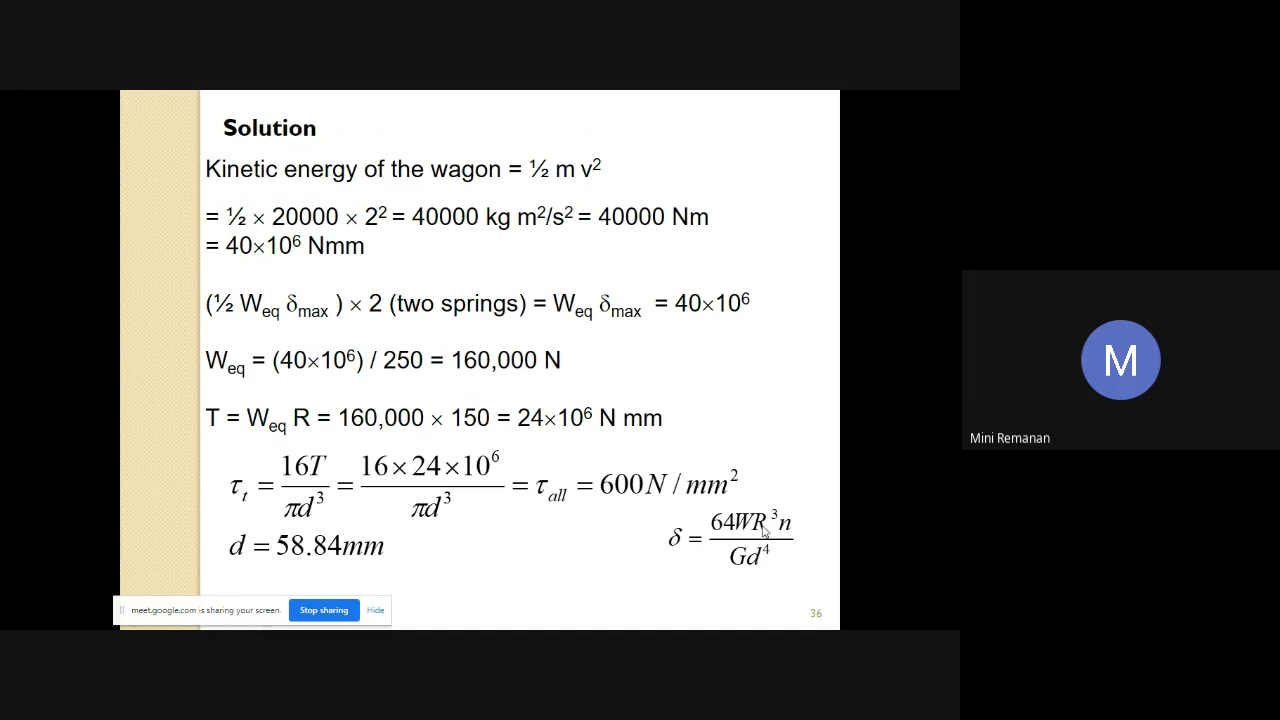 Solution
Kinetic energy of the wagon = ½ m v²
= ½ × 20000 × 2² = 40000 kg m²/s² = 40000 Nm
= 40×10⁶ Nmm
(½ W_eq δ_max ) × 2 (two springs) = W_eq δ_max = 40×10⁶
W_eq = (40×10⁶) / 250 = 160,000 N
T = W_eq R = 160,000 × 150 = 24×10⁶ N mm
τ_t = 16T / πd³ = 16×24×10⁶ / πd³ = τ_all = 600N / mm²
δ = 64WR³n / Gd⁴
d = 58.84mm
meet.google.com is sharing your screen. Stop sharing Hide
36
M
Mini Remanan